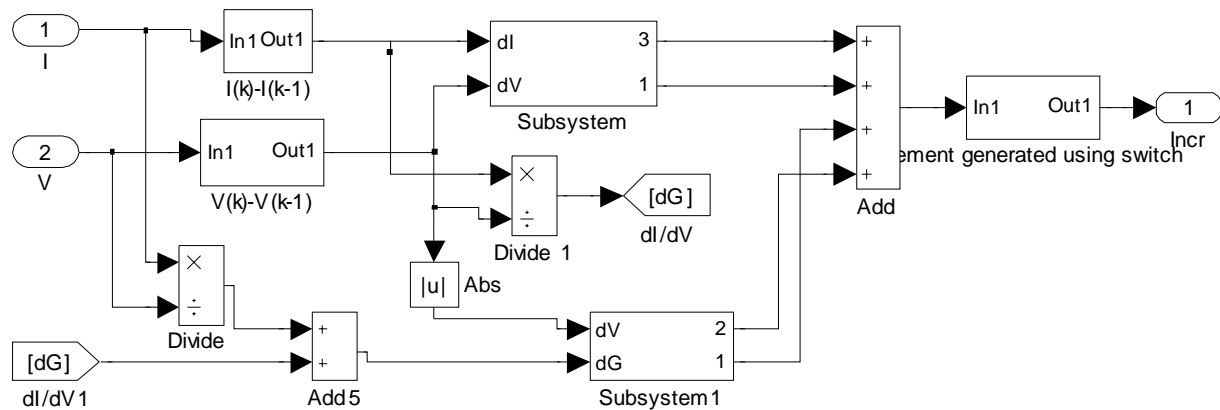 1
I
In1 Out1
I(k)-I(k-1)
dI 3
dV 1
Subsystem
+
+
+
+
Add
In1 Out1
ement generated using switch
1
Incr
2
V
In1 Out1
V(k)-V(k-1)
×
÷
Divide 1
[dG]
dI/dV
×
÷
Divide
|u|
Abs
[dG]
dI/dV1
+
+
Add5
dV 2
dG 1
Subsystem1